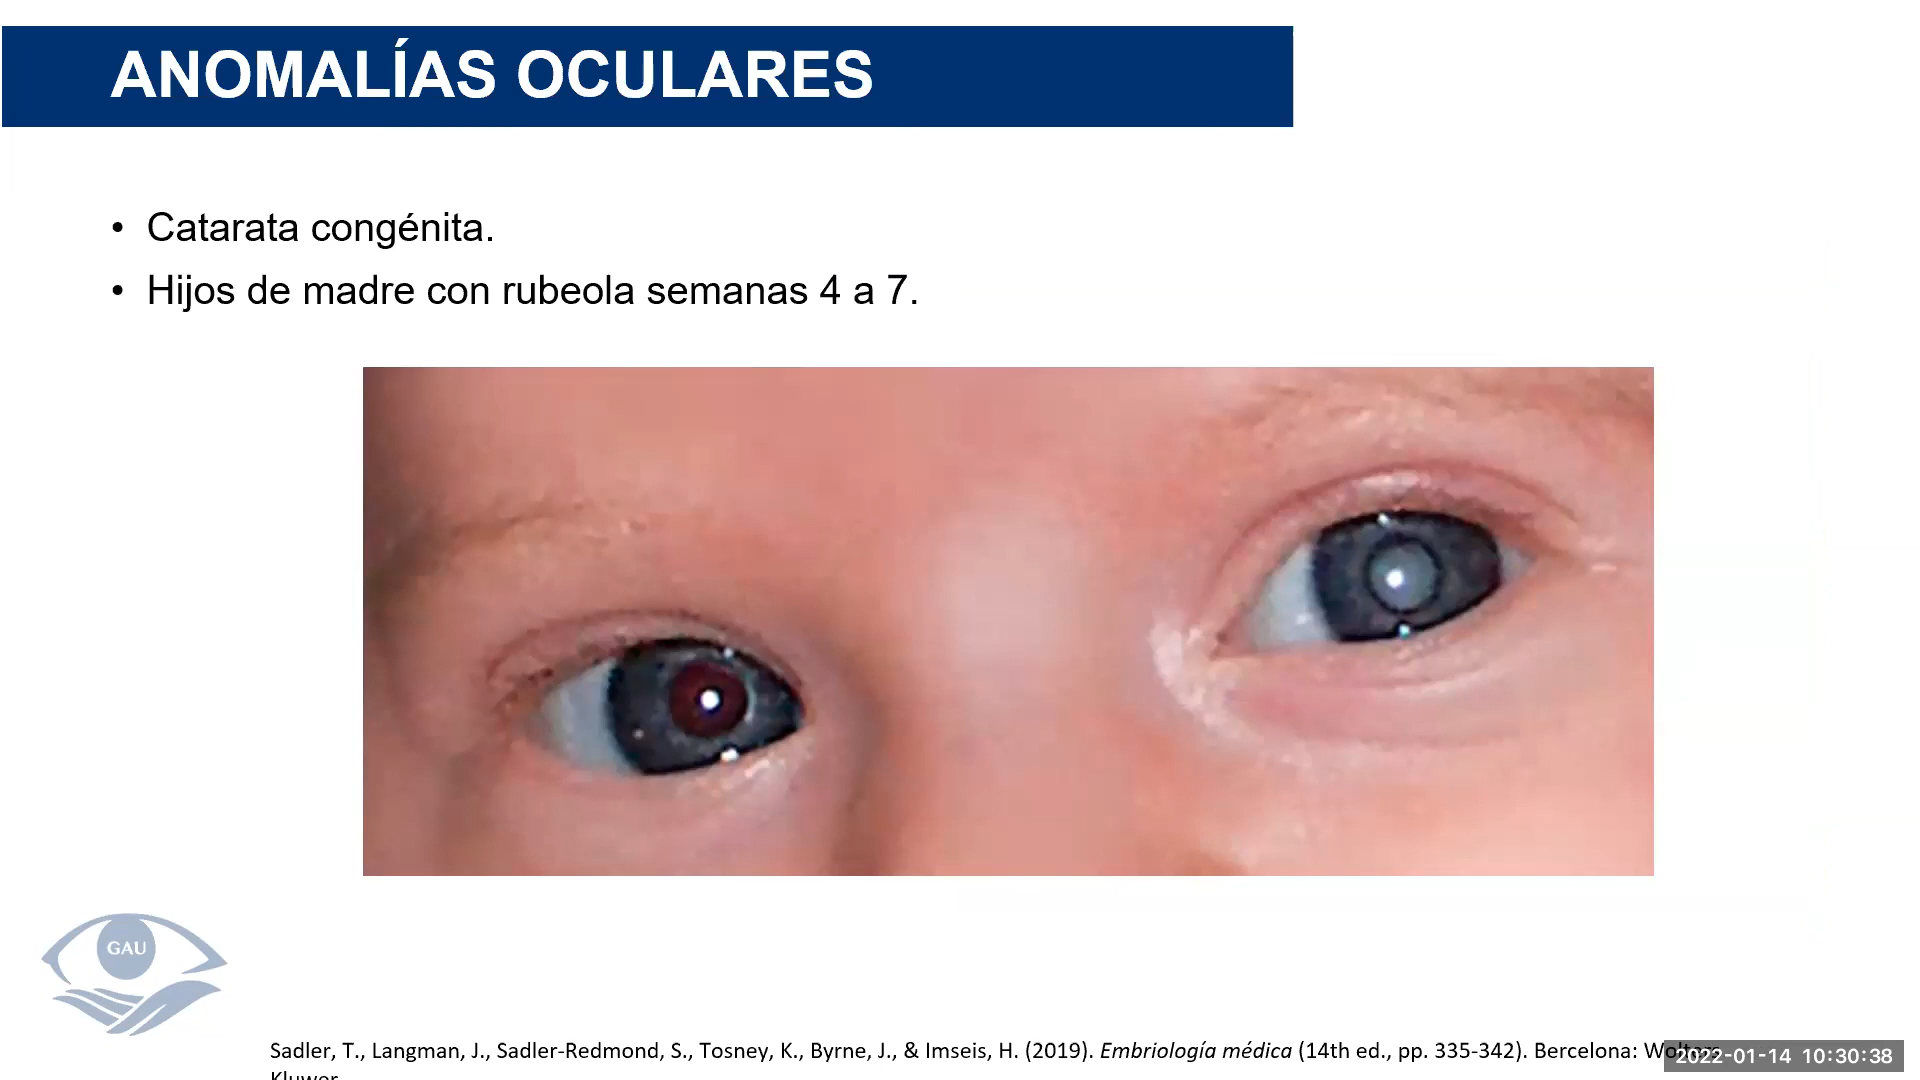 ANOMALÍAS OCULARES
• Catarata congénita.
• Hijos de madre con rubeola semanas 4 a 7.
GAU
Sadler, T., Langman, J., Sadler-Redmond, S., Tosney, K., Byrne, J., & Imseis, H. (2019). Embriología médica (14th ed., pp. 335-342). Bercelona: Wolters
Kluwer
2022-01-14 10:30:38